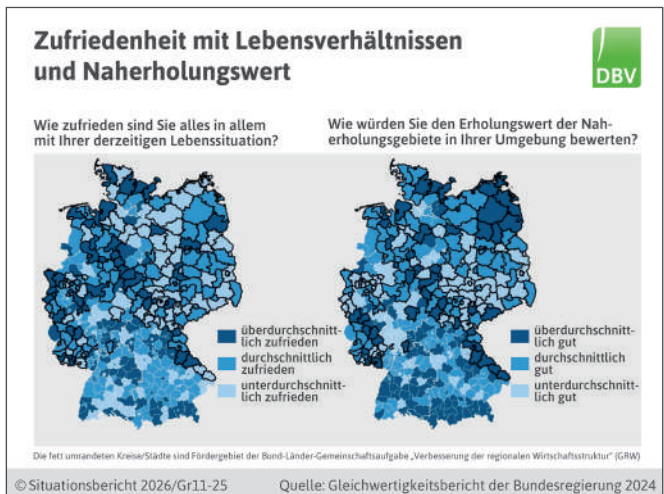 Zufriedenheit mit Lebensverhältnissen
und Naherholungswert
DBV
Wie zufrieden sind Sie alles in allem
mit Ihrer derzeitigen Lebenssituation?
Wie würden Sie den Erholungswert der Nah-
erholungsgebiete in Ihrer Umgebung bewerten?
überdurchschnitt-
lich zufrieden
durchschnittlich
zufrieden
unterdurchschnitt-
lich zufrieden
überdurchschnitt-
lich gut
durchschnittlich
gut
unterdurchschnitt-
lich gut
Die fett umrandeten Kreise/Städte sind Fördergebiet der Bund-Länder-Gemeinschaftsaufgabe „Verbesserung der regionalen Wirtschaftsstruktur" (GRW)
© Situationsbericht 2026/Gr11-25
Quelle: Gleichwertigkeitsbericht der Bundesregierung 2024